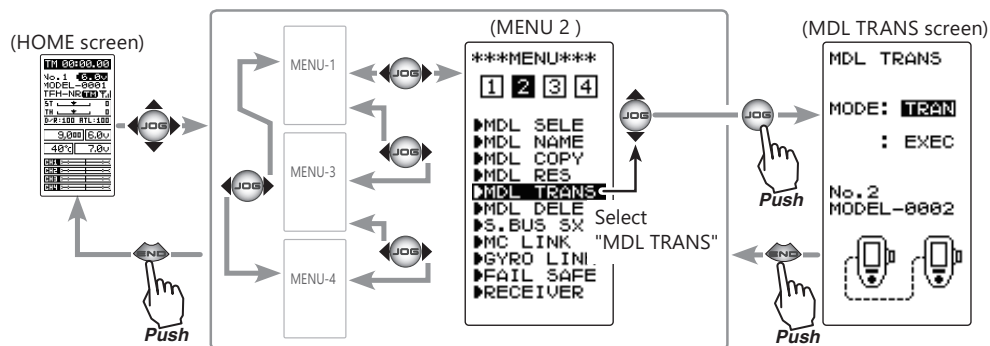 (HOME screen)
TM 00:00.00
No.1 6.0v
MODEL-0001
TFH-NR TM
ST 0
TH 0
D/R:100 ATL:100
9,000 6.0v
40°c 7.0v
CH1
CH2
CH3
CH4
JOG
END
Push
MENU-1
MENU-3
MENU-4
JOG
JOG
JOG
JOG
(MENU 2 )
***MENU***
1 2 3 4
MDL SELE
MDL NAME
MDL COPY
MDL RES
MDL TRANS
MDL DELE
S.BUS SX
MC LINK
GYRO LINK
FAIL SAFE
RECEIVER
Select
"MDL TRANS"
JOG
JOG
Push
END
Push
(MDL TRANS screen)
MDL TRANS
MODE: TRAN
: EXEC
No.2
MODEL-0002